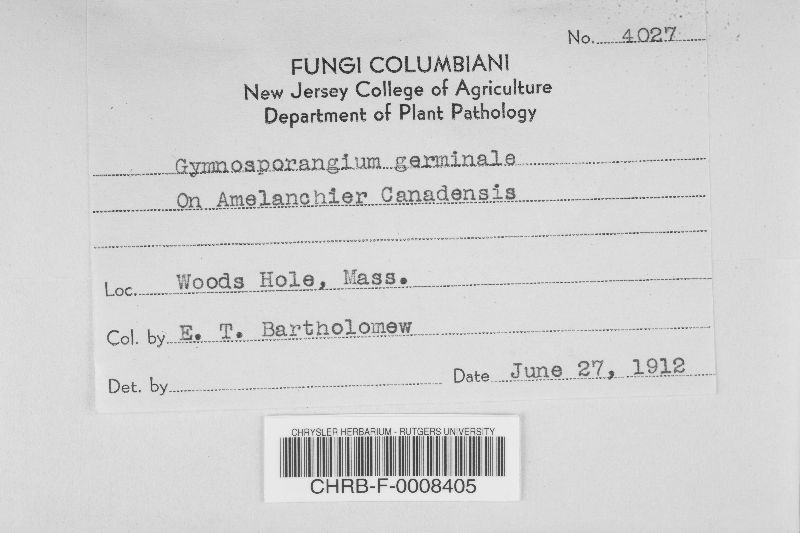 No. 4027
FUNGI COLUMBIANI
New Jersey College of Agriculture
Department of Plant Pathology
Gymnosporangium germinale
On Amelanchier Canadensis
Loc. Woods Hole, Mass.
Col. by E. T. Bartholomew
Det. by Date June 27, 1912
CHRYSLER HERBARIUM - RUTGERS UNIVERSITY
CHRB-F-0008405